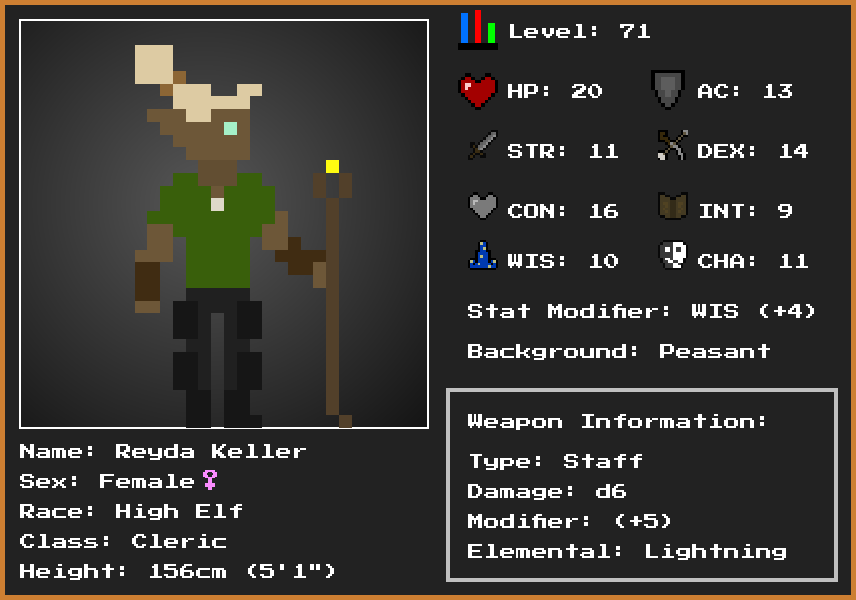 Level: 71
HP: 20 AC: 13
STR: 11 DEX: 14
CON: 16 INT: 9
WIS: 10 CHA: 11
Stat Modifier: WIS (+4)
Background: Peasant
Weapon Information:
Type: Staff
Damage: d6
Modifier: (+5)
Elemental: Lightning
Name: Reyda Keller
Sex: Female♀
Race: High Elf
Class: Cleric
Height: 156cm (5'1")